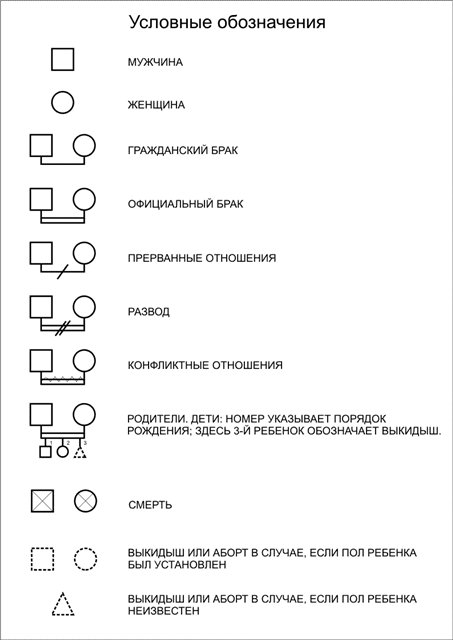 Условные обозначения
МУЖЧИНА
ЖЕНЩИНА
ГРАЖДАНСКИЙ БРАК
ОФИЦИАЛЬНЫЙ БРАК
ПРЕРВАННЫЕ ОТНОШЕНИЯ
РАЗВОД
КОНФЛИКТНЫЕ ОТНОШЕНИЯ
РОДИТЕЛИ. ДЕТИ: НОМЕР УКАЗЫВАЕТ ПОРЯДОК
РОЖДЕНИЯ; ЗДЕСЬ 3-Й РЕБЕНОК ОБОЗНАЧАЕТ ВЫКИДЫШ.
1 2 3
СМЕРТЬ
ВЫКИДЫШ ИЛИ АБОРТ В СЛУЧАЕ, ЕСЛИ ПОЛ РЕБЕНКА
БЫЛ УСТАНОВЛЕН
ВЫКИДЫШ ИЛИ АБОРТ В СЛУЧАЕ, ЕСЛИ ПОЛ РЕБЕНКА
НЕИЗВЕСТЕН